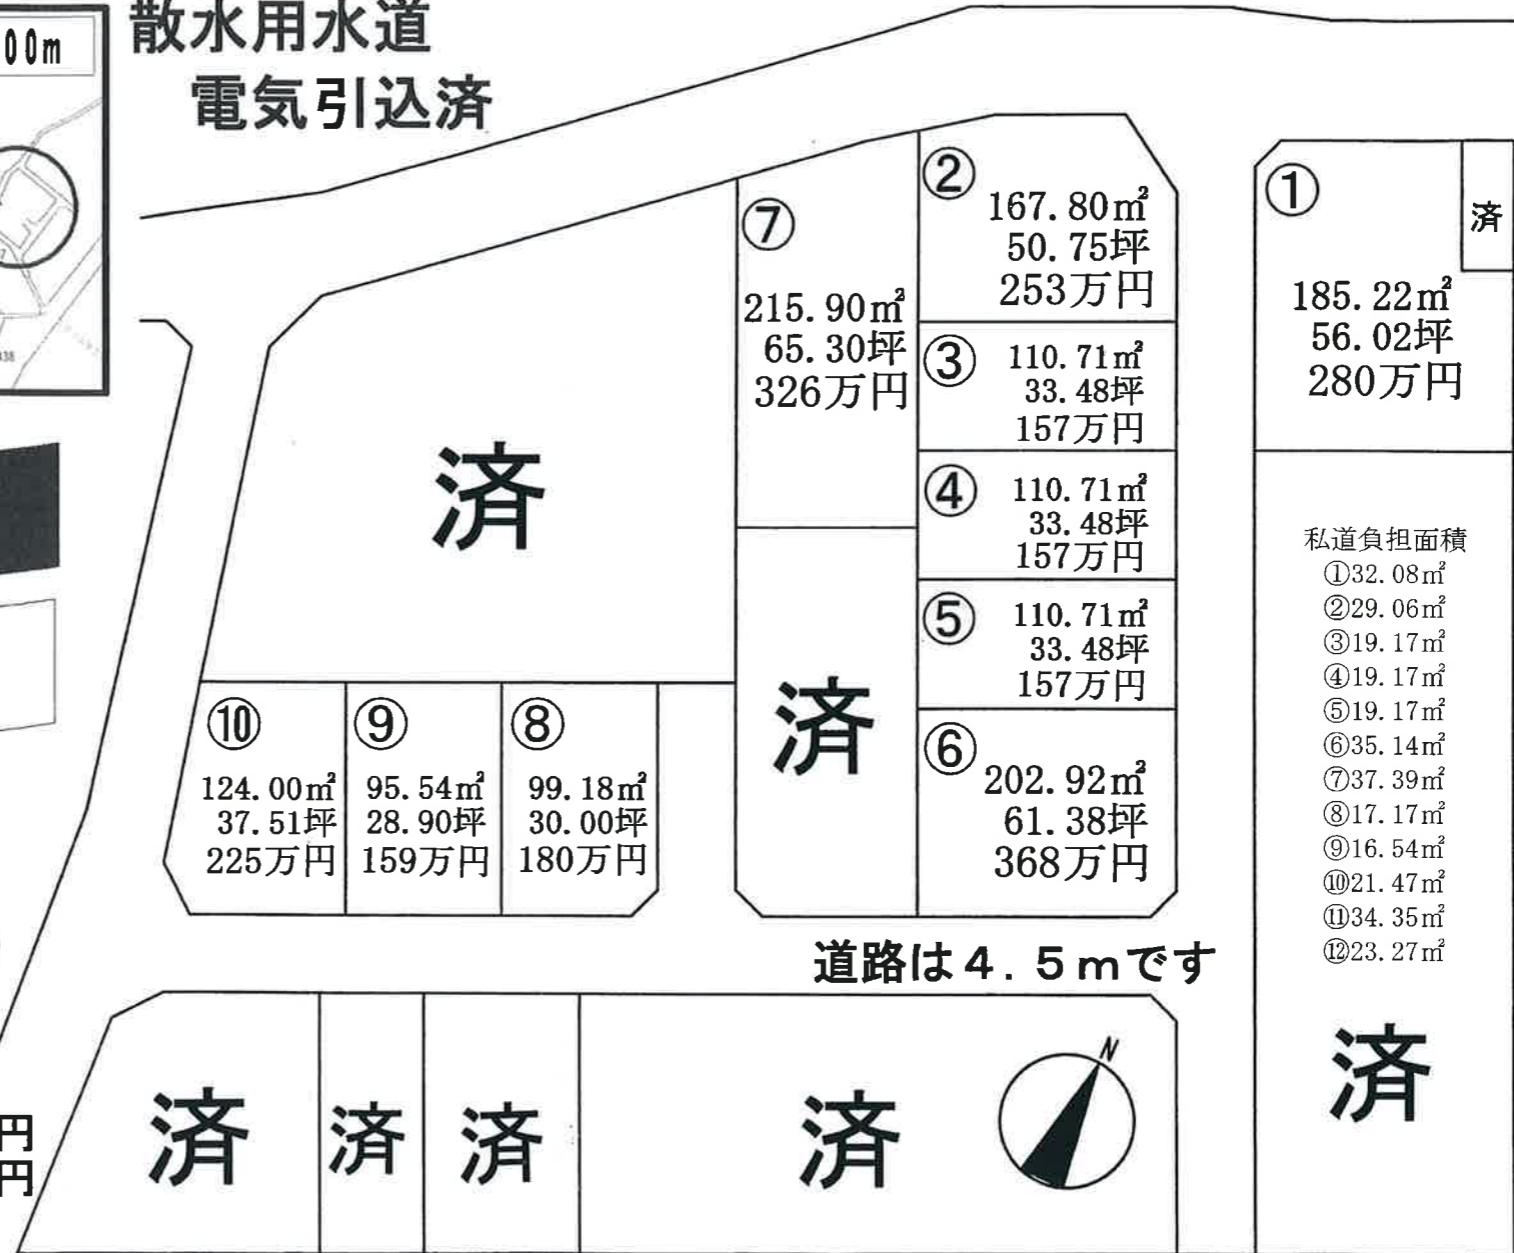 00m
散水用水道
電気引込済
②
167.80㎡
50.75坪
253万円
①
済
185.22㎡
56.02坪
280万円
⑦
215.90㎡
65.30坪
326万円
③
110.71㎡
33.48坪
157万円
④
110.71㎡
33.48坪
157万円
⑤
110.71㎡
33.48坪
157万円
⑥
202.92㎡
61.38坪
368万円
済
済
⑩
124.00㎡
37.51坪
225万円
⑨
95.54㎡
28.90坪
159万円
⑧
99.18㎡
30.00坪
180万円
私道負担面積
①32.08㎡
②29.06㎡
③19.17㎡
④19.17㎡
⑤19.17㎡
⑥35.14㎡
⑦37.39㎡
⑧17.17㎡
⑨16.54㎡
⑩21.47㎡
⑪34.35㎡
⑫23.27㎡
済
道路は4.5mです
N
済
済
済
済
円
円